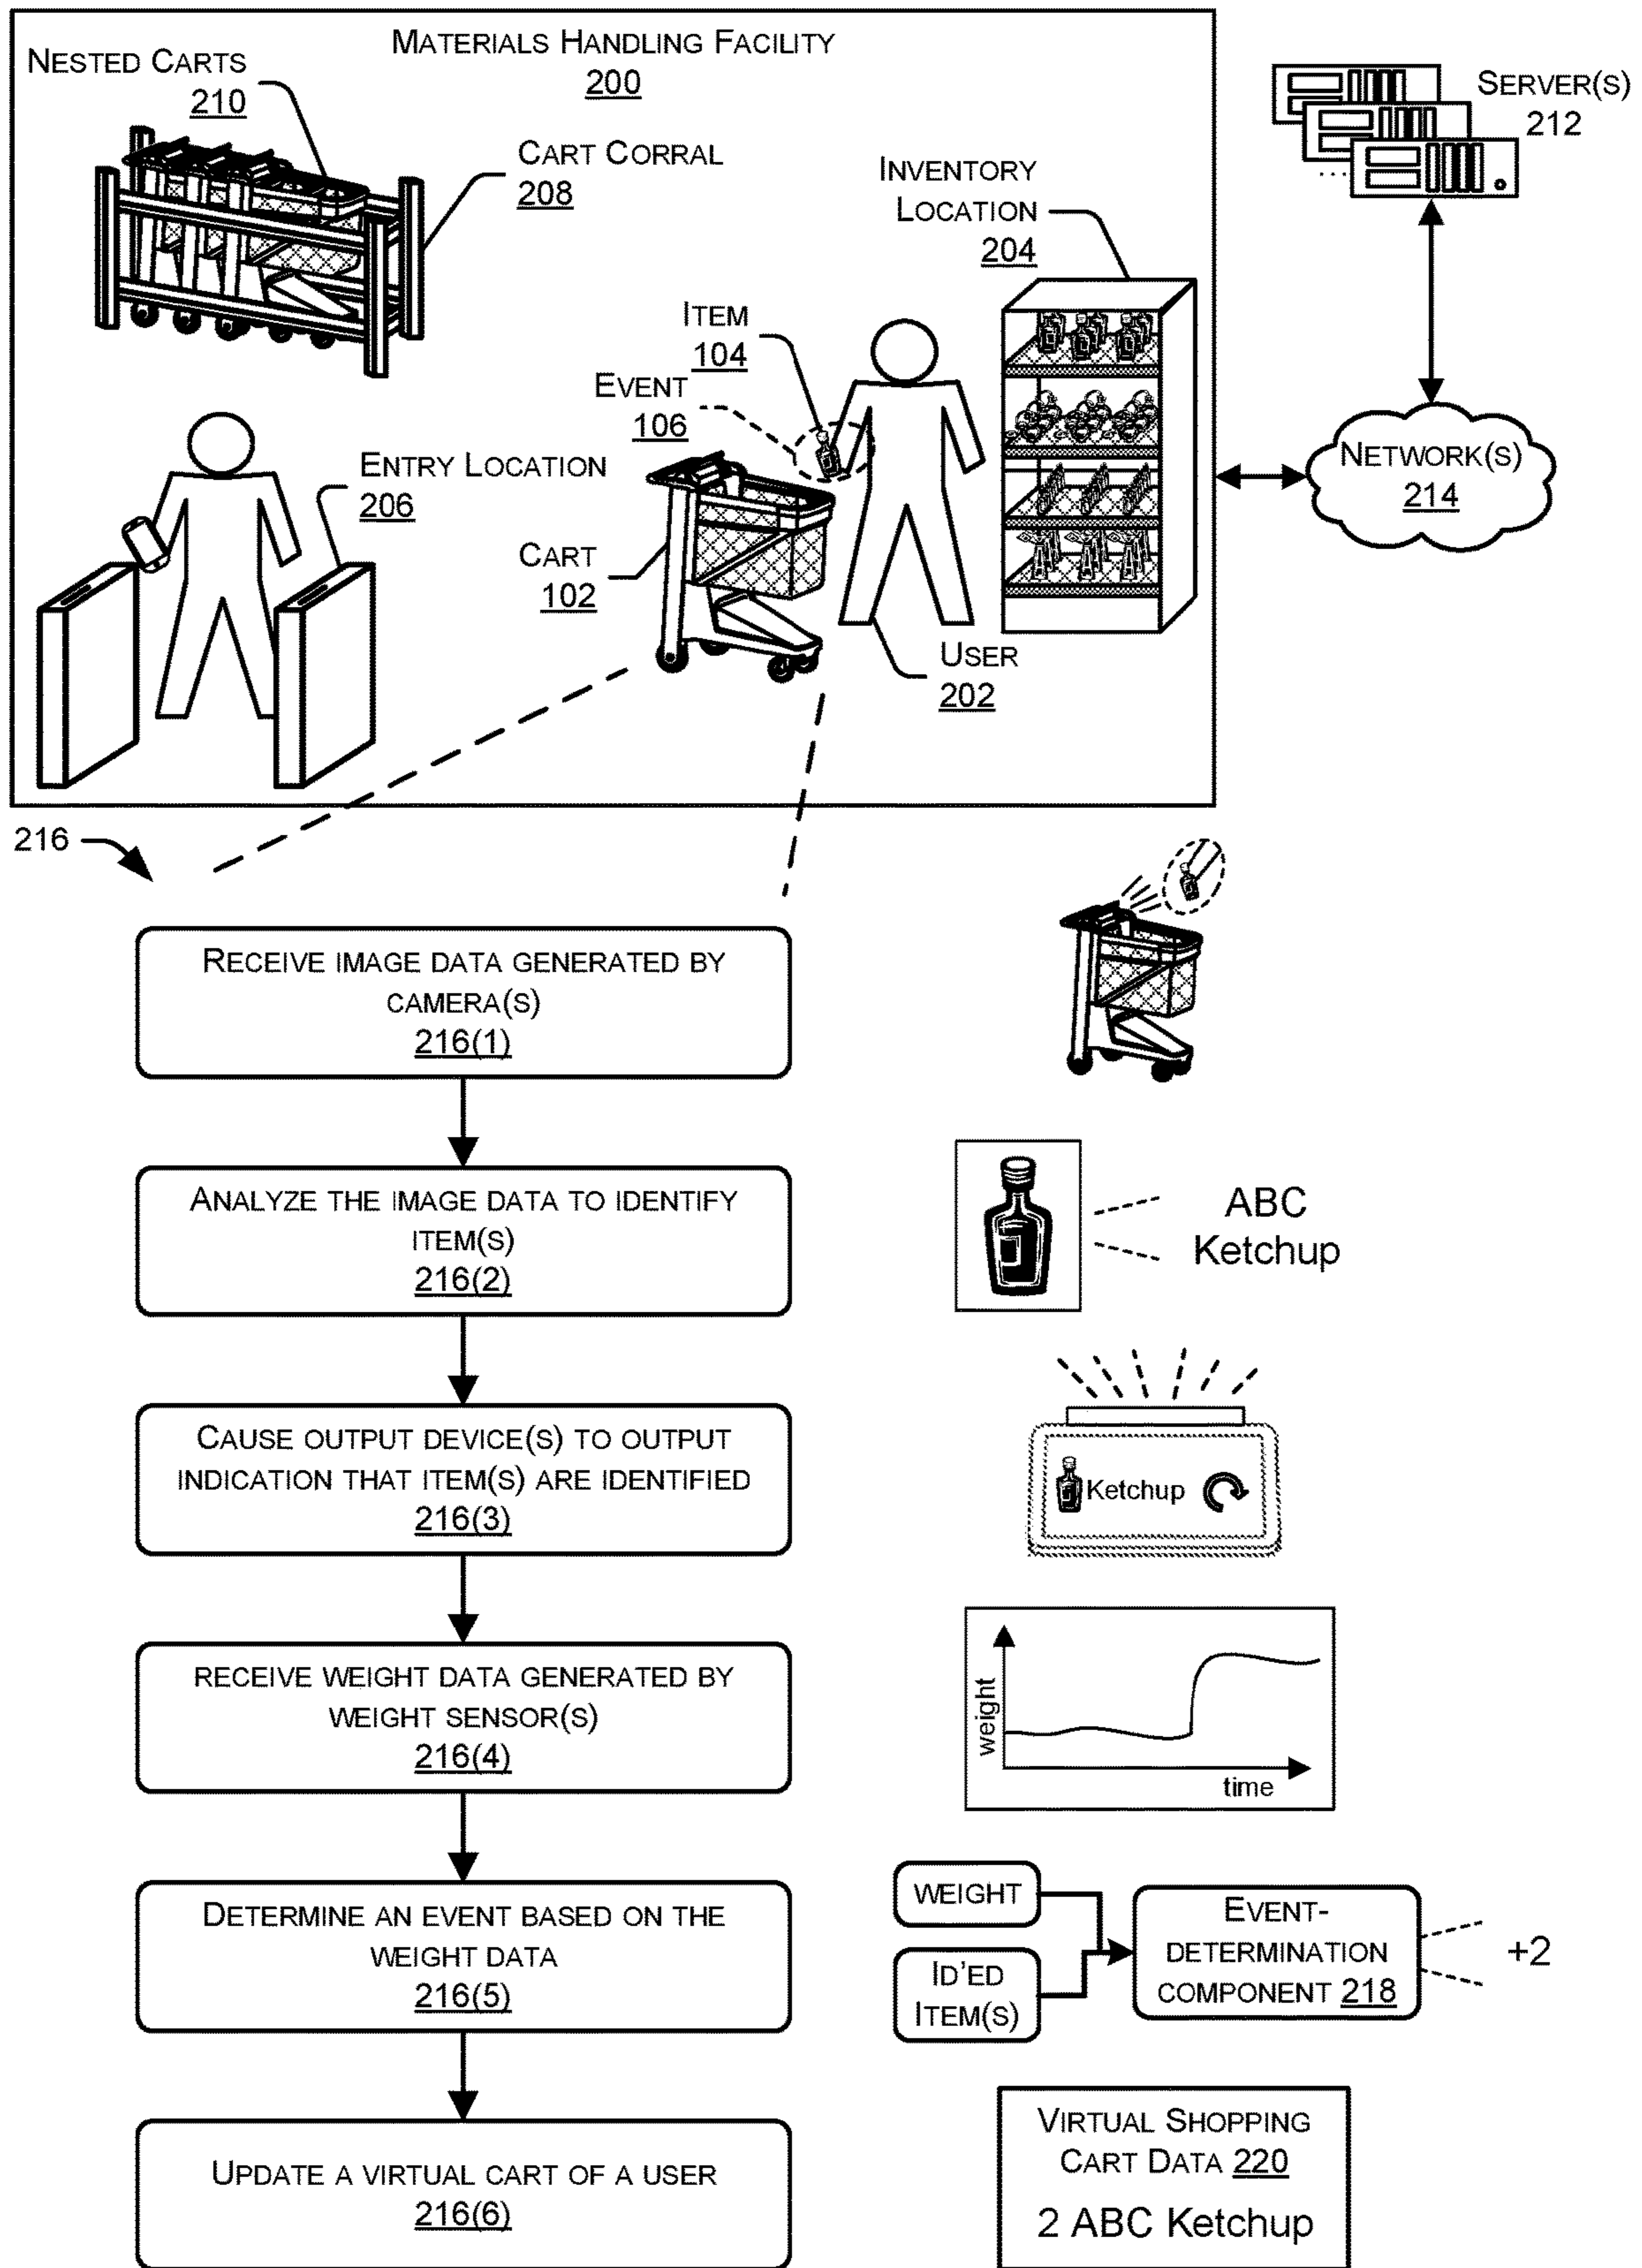 MATERIALS HANDLING FACILITY
200
NESTED CARTS
210
CART CORRAL
208
SERVER(S)
212
INVENTORY
LOCATION
204
ITEM
104
EVENT
106
ENTRY LOCATION
206
NETWORK(S)
214
CART
102
USER
202
216
RECEIVE IMAGE DATA GENERATED BY
CAMERA(S)
216(1)
ANALYZE THE IMAGE DATA TO IDENTIFY
ITEM(S)
216(2)
ABC
Ketchup
CAUSE OUTPUT DEVICE(S) TO OUTPUT
INDICATION THAT ITEM(S) ARE IDENTIFIED
216(3)
Ketchup
RECEIVE WEIGHT DATA GENERATED BY
WEIGHT SENSOR(S)
216(4)
weight
time
DETERMINE AN EVENT BASED ON THE
WEIGHT DATA
216(5)
WEIGHT
ID'ED
ITEM(S)
EVENT-
DETERMINATION
COMPONENT 218
+2
UPDATE A VIRTUAL CART OF A USER
216(6)
VIRTUAL SHOPPING
CART DATA 220
2 ABC Ketchup